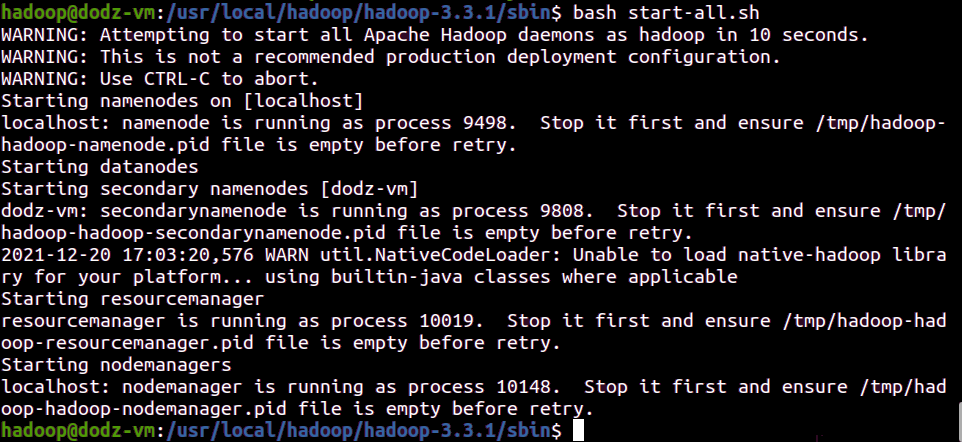 hadoop@dodz-vm:/usr/local/hadoop/hadoop-3.3.1/sbin$ bash start-all.sh
WARNING: Attempting to start all Apache Hadoop daemons as hadoop in 10 seconds.
WARNING: This is not a recommended production deployment configuration.
WARNING: Use CTRL-C to abort.
Starting namenodes on [localhost]
localhost: namenode is running as process 9498.  Stop it first and ensure /tmp/hadoop-
hadoop-namenode.pid file is empty before retry.
Starting datanodes
Starting secondary namenodes [dodz-vm]
dodz-vm: secondarynamenode is running as process 9808.  Stop it first and ensure /tmp/
hadoop-hadoop-secondarynamenode.pid file is empty before retry.
2021-12-20 17:03:20,576 WARN util.NativeCodeLoader: Unable to load native-hadoop libra
ry for your platform... using builtin-java classes where applicable
Starting resourcemanager
resourcemanager is running as process 10019.  Stop it first and ensure /tmp/hadoop-had
oop-resourcemanager.pid file is empty before retry.
Starting nodemanagers
localhost: nodemanager is running as process 10148.  Stop it first and ensure /tmp/had
oop-hadoop-nodemanager.pid file is empty before retry.
hadoop@dodz-vm:/usr/local/hadoop/hadoop-3.3.1/sbin$